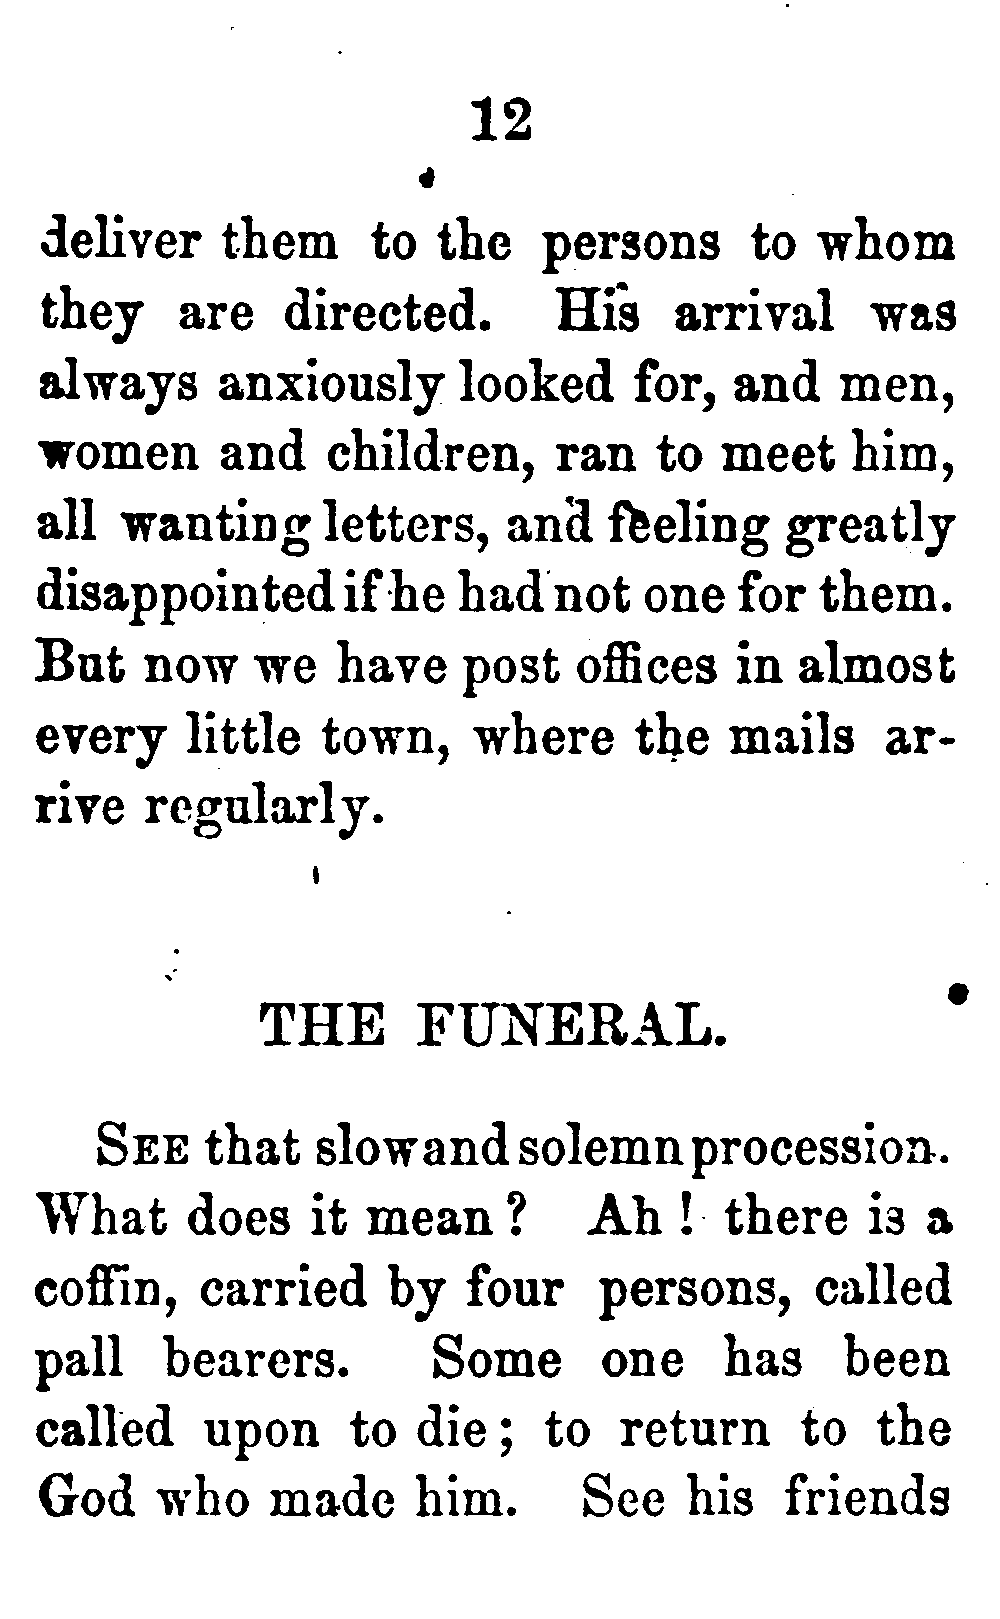 12
deliver them to the persons to whom
they are directed. His arrival was
always anxiously looked for, and men,
women and children, ran to meet him,
all wanting letters, and feeling greatly
disappointed if he had not one for them.
But now we have post offices in almost
every little town, where the mails ar-
rive regularly.
THE FUNERAL.
SEE that slow and solemn procession.
What does it mean? Ah! there is a
coffin, carried by four persons, called
pall bearers. Some one has been
called upon to die; to return to the
God who made him. See his friends